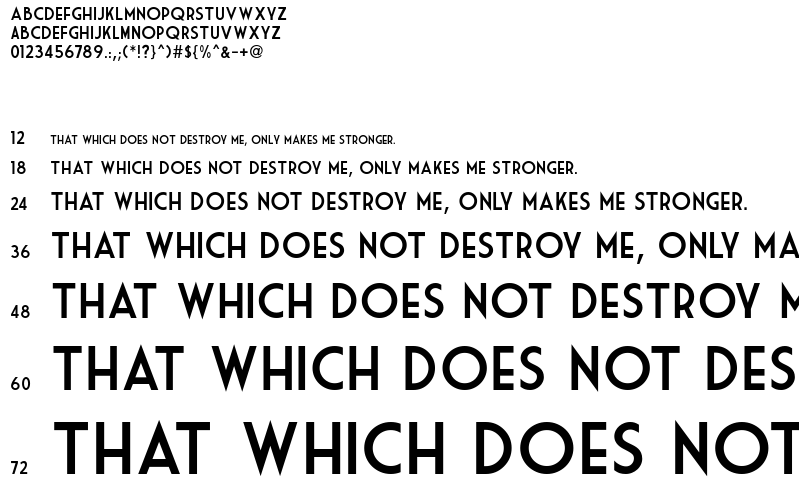 ABCDEFGHIJKLMNOPQRSTUVWXYZ
ABCDEFGHIJKLMNOPQRSTUVWXYZ
0123456789.:,;(*!?}^)#${%^&-+@
12 THAT WHICH DOES NOT DESTROY ME, ONLY MAKES ME STRONGER.
18 THAT WHICH DOES NOT DESTROY ME, ONLY MAKES ME STRONGER.
24 THAT WHICH DOES NOT DESTROY ME, ONLY MAKES ME STRONGER.
36 THAT WHICH DOES NOT DESTROY ME, ONLY MA
48 THAT WHICH DOES NOT DESTROY M
60 THAT WHICH DOES NOT DES
72 THAT WHICH DOES NOT